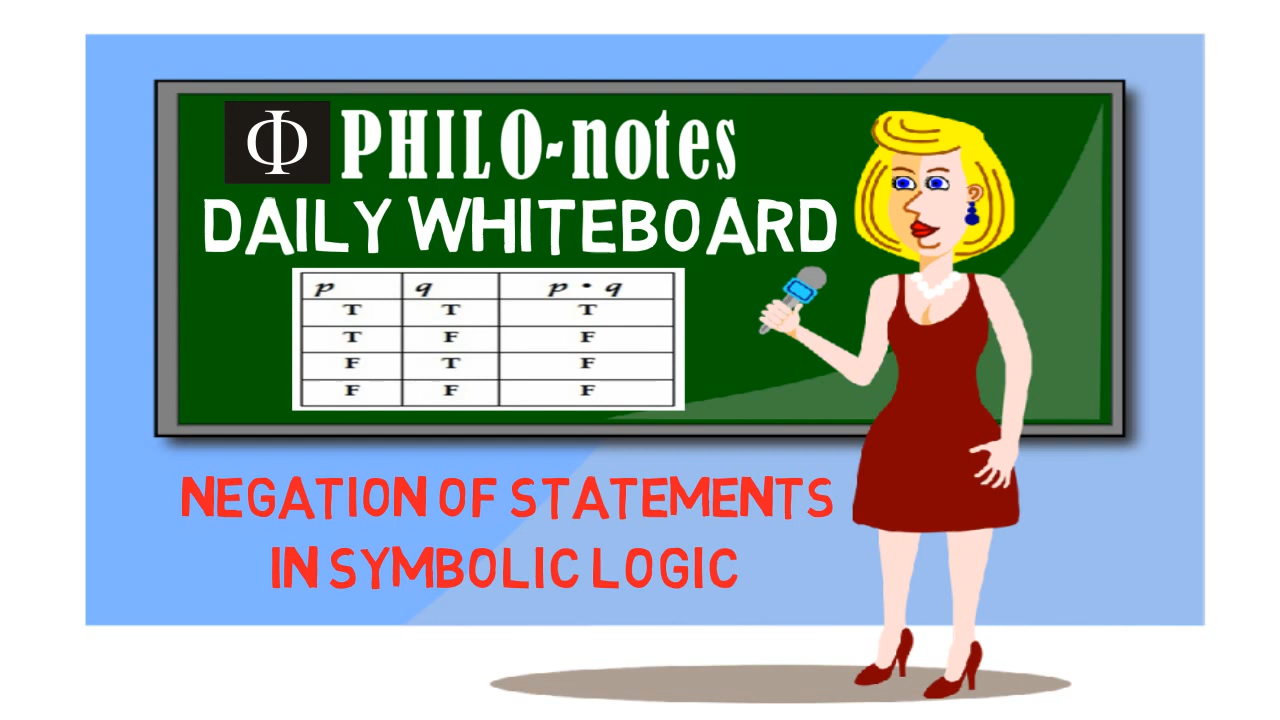 Φ PHILO-notes
DAILY WHITEBOARD
p q p • q
T T T
T F F
F T F
F F F
NEGATION OF STATEMENTS
IN SYMBOLIC LOGIC